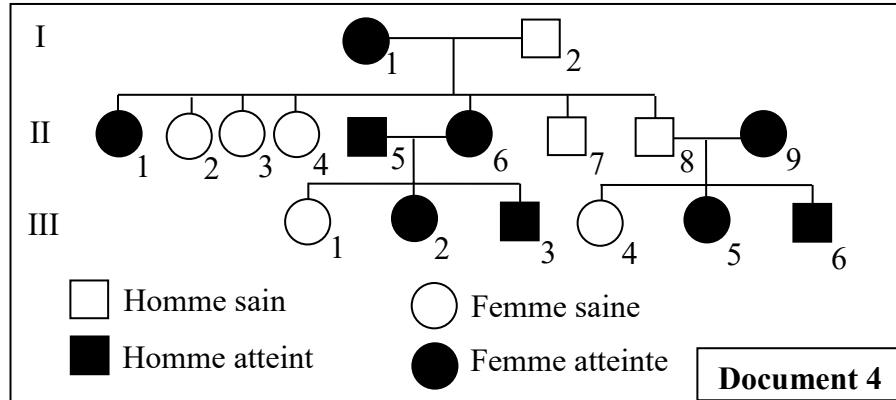 I
1 2
II
1 2 3 4 5 6 7 8 9
III
1 2 3 4 5 6
Homme sain
Femme saine
Homme atteint
Femme atteinte
Document 4